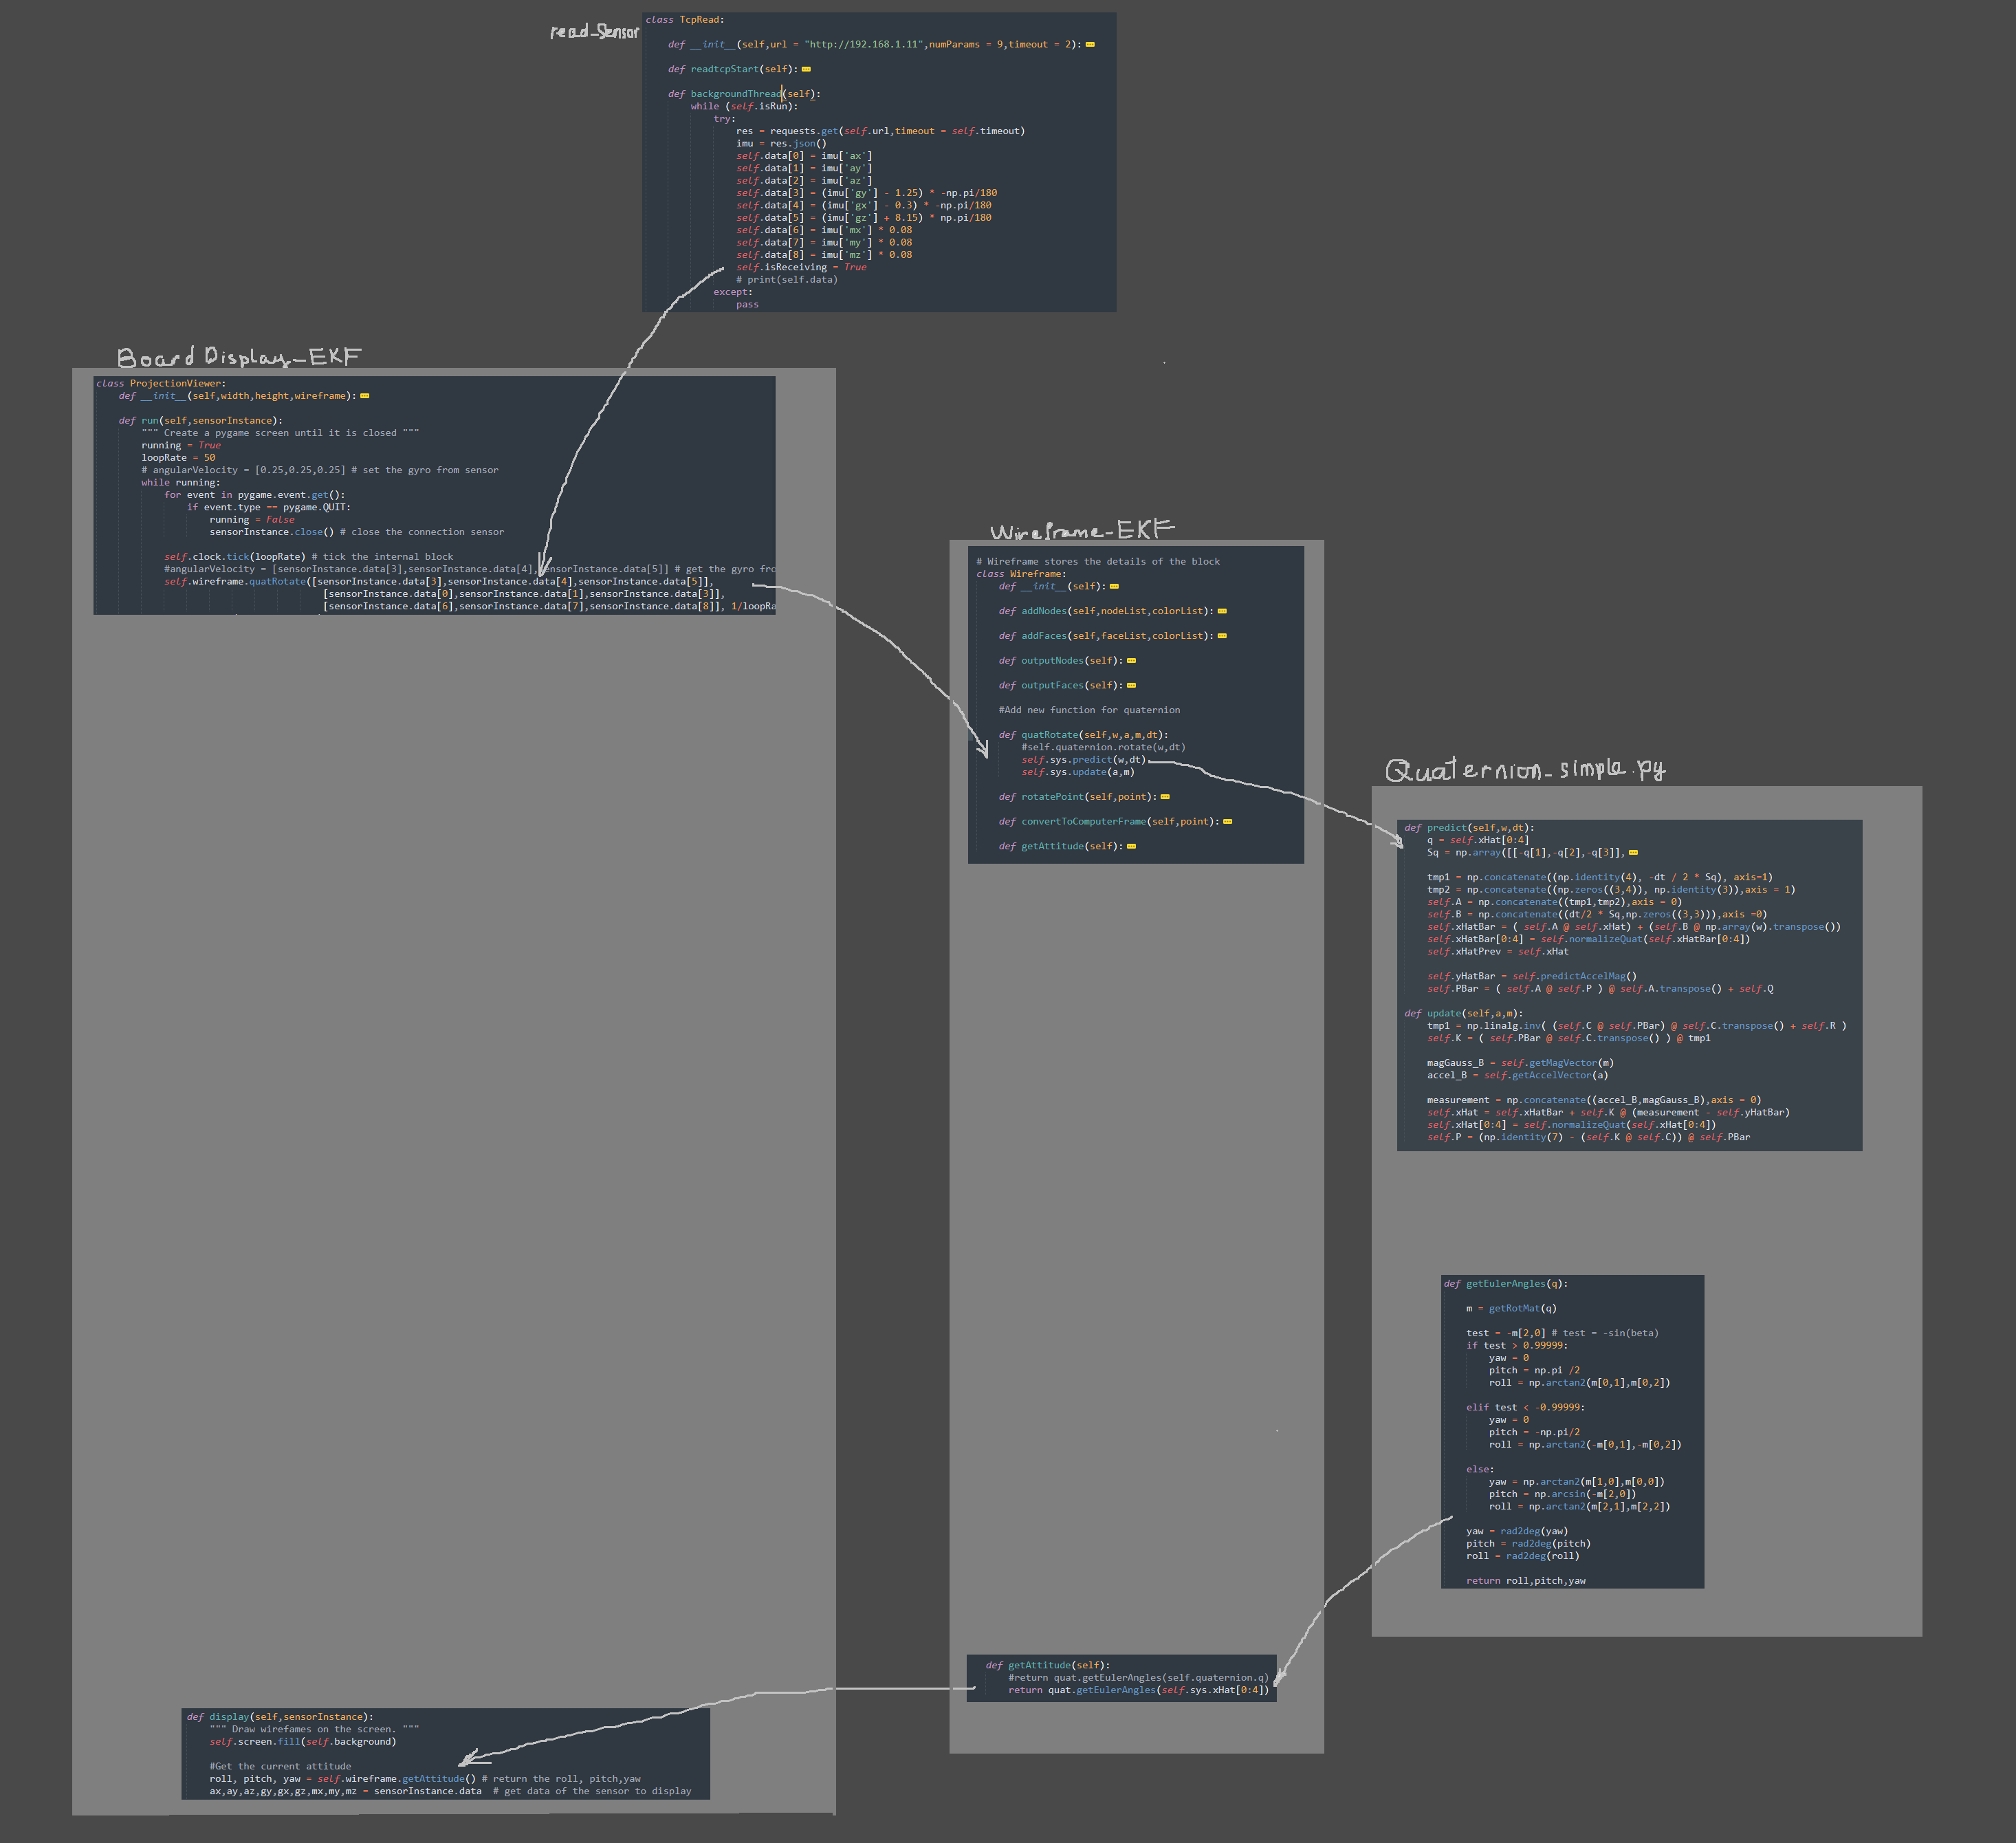 read_Sensor
class TcpRead:
def __init__(self,url = "http://192.168.1.11",numParams = 9,timeout = 2):
def readtcpStart(self):
def backgroundThread(self):
while (self.isRun):
try:
res = requests.get(self.url,timeout = self.timeout)
imu = res.json()
self.data[0] = imu['ax']
self.data[1] = imu['ay']
self.data[2] = imu['az']
self.data[3] = (imu['gy'] - 1.25) * -np.pi/180
self.data[4] = (imu['gx'] - 0.3) * -np.pi/180
self.data[5] = (imu['gz'] + 8.15) * np.pi/180
self.data[6] = imu['mx'] * 0.08
self.data[7] = imu['my'] * 0.08
self.data[8] = imu['mz'] * 0.08
self.isReceiving = True
# print(self.data)
except:
pass
Board Display_EKF
class ProjectionViewer:
def __init__(self,width,height,wireframe):
def run(self,sensorInstance):
""" Create a pygame screen until it is closed """
running = True
loopRate = 50
# angularVelocity = [0.25,0.25,0.25] # set the gyro from sensor
while running:
for event in pygame.event.get():
if event.type == pygame.QUIT:
running = False
sensorInstance.close() # close the connection sensor
self.clock.tick(loopRate) # tick the internal block
#angularVelocity = [sensorInstance.data[3],sensorInstance.data[4],sensorInstance.data[5]] # get the gyro fro
self.wireframe.quatRotate([sensorInstance.data[3],sensorInstance.data[4],sensorInstance.data[5]],
[sensorInstance.data[0],sensorInstance.data[1],sensorInstance.data[3]],
[sensorInstance.data[6],sensorInstance.data[7],sensorInstance.data[8]], 1/loopRa
Wireframe_EKF
# Wireframe stores the details of the block
class Wireframe:
def __init__(self):
def addNodes(self,nodeList,colorList):
def addFaces(self,faceList,colorList):
def outputNodes(self):
def outputFaces(self):
#Add new function for quaternion
def quatRotate(self,w,a,m,dt):
#self.quaternion.rotate(w,dt)
self.sys.predict(w,dt)
self.sys.update(a,m)
def rotatePoint(self,point):
def convertToComputerFrame(self,point):
def getAttitude(self):
Quaternion_simple.py
def predict(self,w,dt):
q = self.xHat[0:4]
Sq = np.array([[-q[1],-q[2],-q[3]],
tmp1 = np.concatenate((np.identity(4), -dt / 2 * Sq), axis=1)
tmp2 = np.concatenate((np.zeros((3,4)), np.identity(3)),axis = 1)
self.A = np.concatenate((tmp1,tmp2),axis = 0)
self.B = np.concatenate((dt/2 * Sq,np.zeros((3,3))),axis =0)
self.xHatBar = ( self.A @ self.xHat) + (self.B @ np.array(w).transpose())
self.xHatBar[0:4] = self.normalizeQuat(self.xHatBar[0:4])
self.xHatPrev = self.xHat
self.yHatBar = self.predictAccelMag()
self.PBar = ( self.A @ self.P ) @ self.A.transpose() + self.Q
def update(self,a,m):
tmp1 = np.linalg.inv( (self.C @ self.PBar) @ self.C.transpose() + self.R )
self.K = ( self.PBar @ self.C.transpose() ) @ tmp1
magGauss_B = self.getMagVector(m)
accel_B = self.getAccelVector(a)
measurement = np.concatenate((accel_B,magGauss_B),axis = 0)
self.xHat = self.xHatBar + self.K @ (measurement - self.yHatBar)
self.xHat[0:4] = self.normalizeQuat(self.xHat[0:4])
self.P = (np.identity(7) - (self.K @ self.C)) @ self.PBar
def getEulerAngles(q):
m = getRotMat(q)
test = -m[2,0] # test = -sin(beta)
if test > 0.99999:
yaw = 0
pitch = np.pi /2
roll = np.arctan2(m[0,1],m[0,2])
elif test < -0.99999:
yaw = 0
pitch = -np.pi/2
roll = np.arctan2(-m[0,1],-m[0,2])
else:
yaw = np.arctan2(m[1,0],m[0,0])
pitch = np.arcsin(-m[2,0])
roll = np.arctan2(m[2,1],m[2,2])
yaw = rad2deg(yaw)
pitch = rad2deg(pitch)
roll = rad2deg(roll)
return roll,pitch,yaw
def getAttitude(self):
#return quat.getEulerAngles(self.quaternion.q)
return quat.getEulerAngles(self.sys.xHat[0:4])
def display(self,sensorInstance):
""" Draw wirefames on the screen. """
self.screen.fill(self.background)
#Get the current attitude
roll, pitch, yaw = self.wireframe.getAttitude() # return the roll, pitch,yaw
ax,ay,az,gy,gx,gz,mx,my,mz = sensorInstance.data # get data of the sensor to display